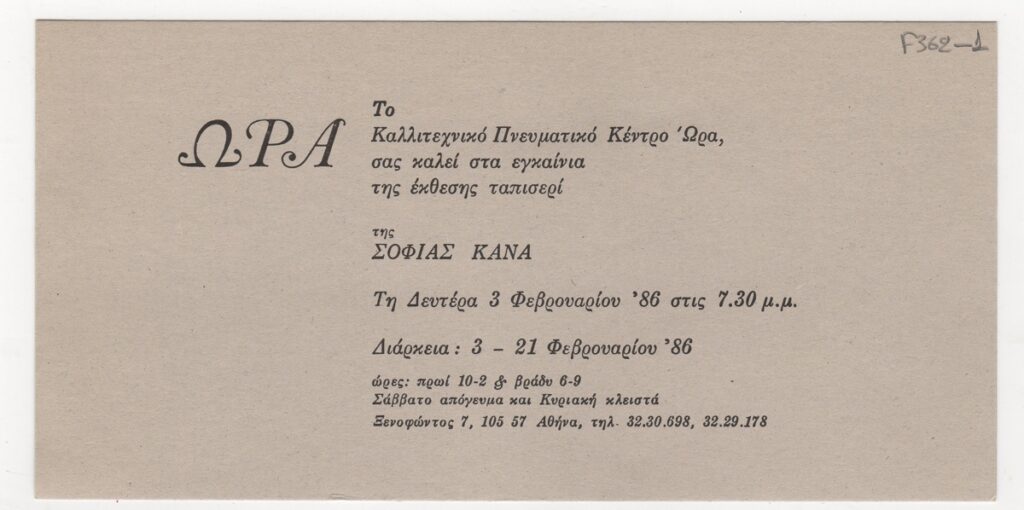 F362-1
ΩΡΑ
Το
Καλλιτεχνικό Πνευματικό Κέντρο 'Ωρα,
σας καλεί στα εγκαίνια
της έκθεσης ταπισερί
της
ΣΟΦΙΑΣ ΚΑΝΑ
Τη Δευτέρα 3 Φεβρουαρίου '86 στις 7.30 μ.μ.
Διάρκεια: 3 - 21 Φεβρουαρίου '86
ώρες: πρωί 10-2 & βράδυ 6-9
Σάββατο απόγευμα και Κυριακή κλειστά
Ξενοφώντος 7, 105 57 Αθήνα, τηλ. 32.30.698, 32.29.178